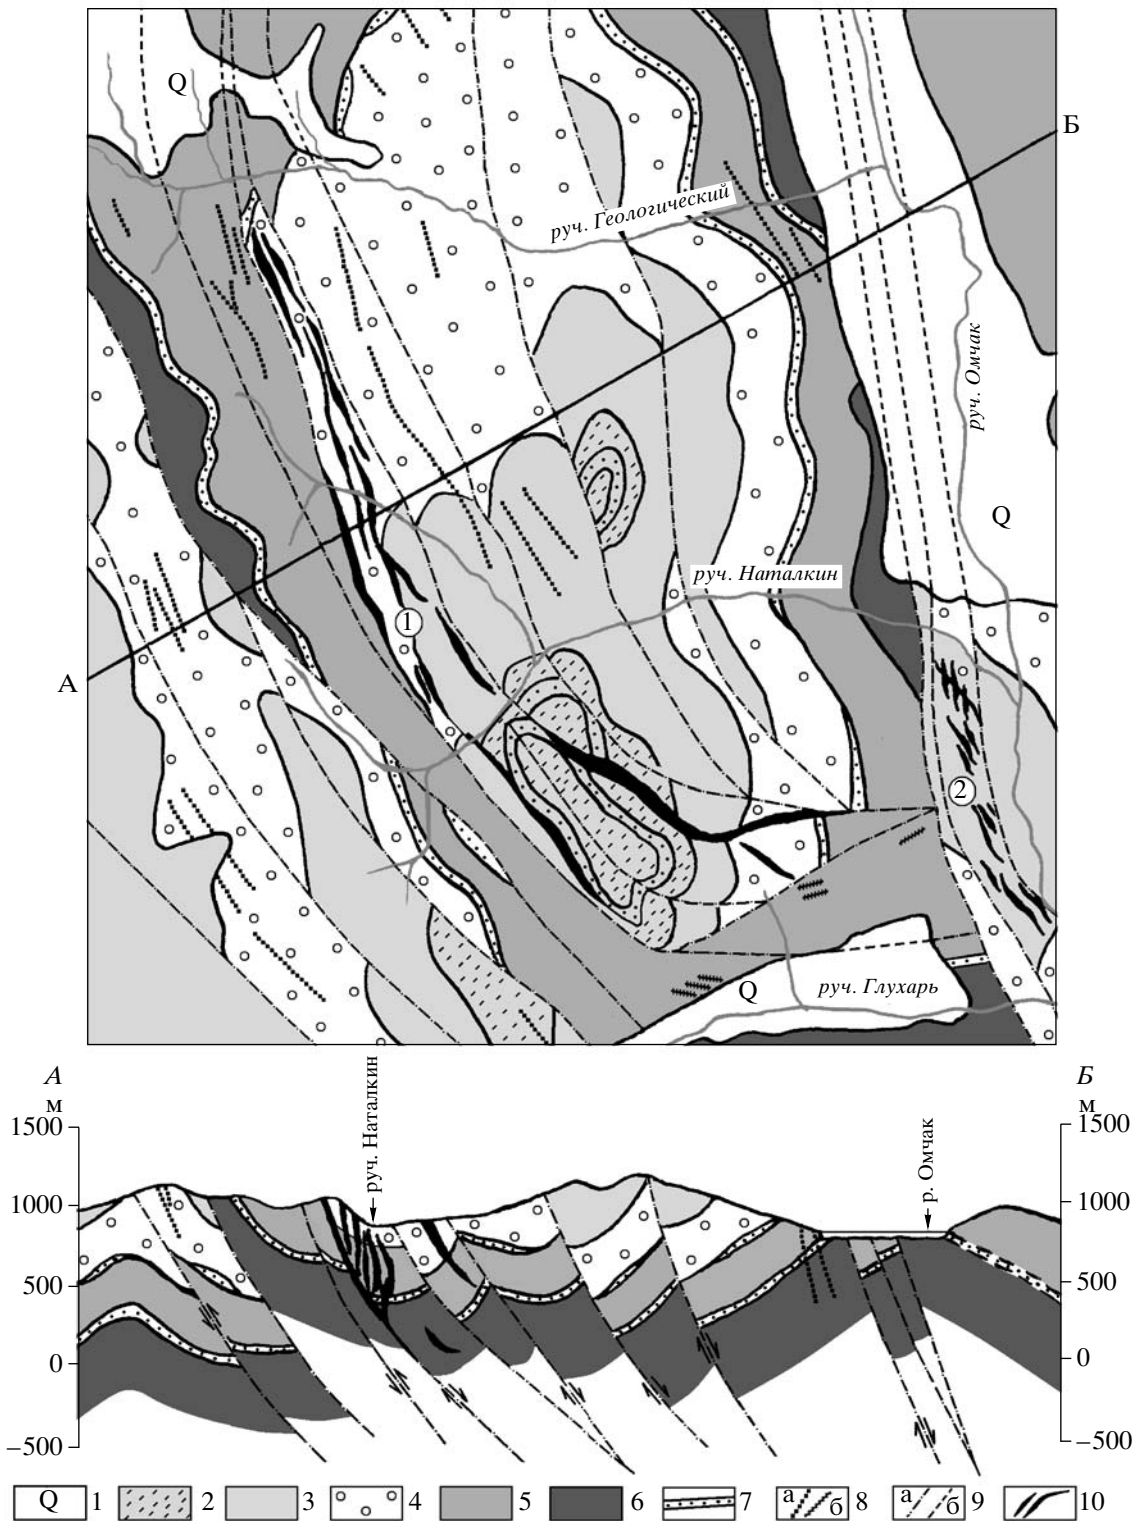 Q
Б
руч. Геологический
руч. Омчак
Q
руч. Наталкин
1
А
2
Q
руч. Глухарь
А
м
1500
1000
500
0
–500
руч. Наталкин
р. Омчак
Б
м
1500
1000
500
0
–500
Q 1 2 3 4 5 6 7 а б 8 а б 9 10